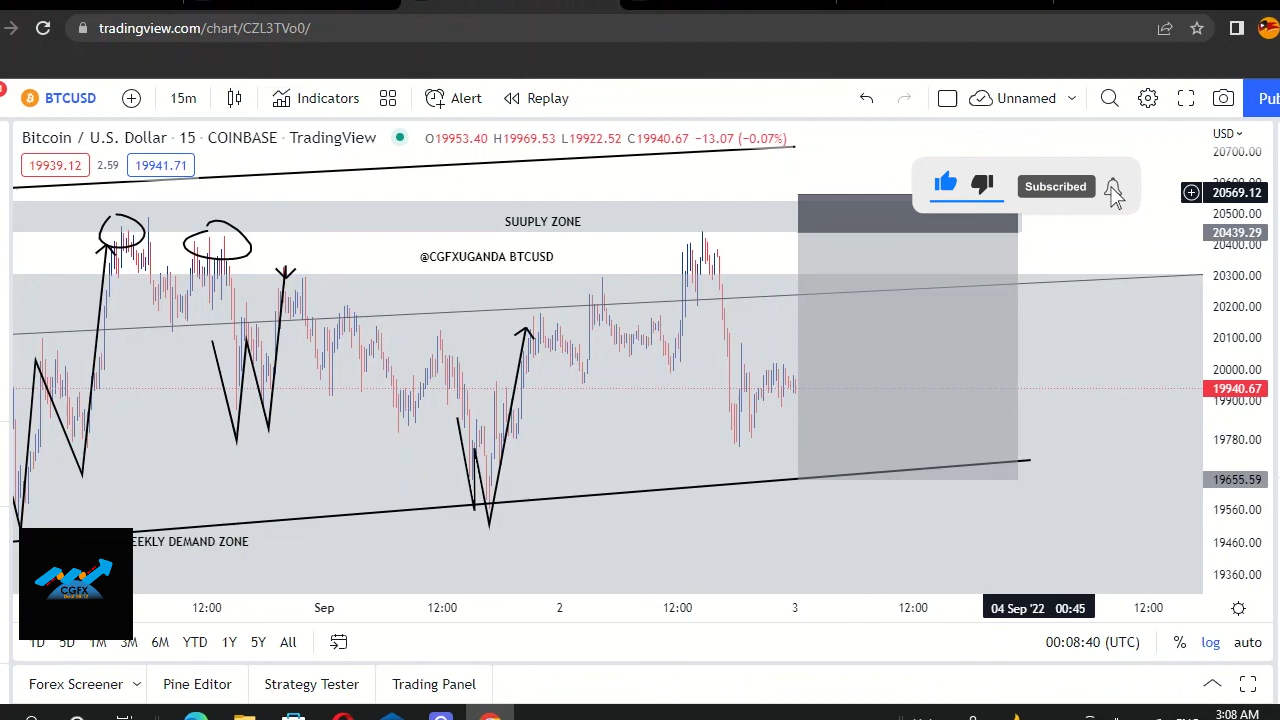 tradingview.com/chart/CZL3TVo0/
BTCUSD 15m Indicators Alert Replay Unnamed Pu
Bitcoin / U.S. Dollar · 15 · COINBASE · TradingView O19953.40 H19969.53 L19922.52 C19940.67 −13.07 (−0.07%) USD
19939.12 2.59 19941.71
20700.00
Subscribed
20569.12
SUUPLY ZONE
20500.00
20439.29
20400.00
@CGFXUGANDA BTCUSD
20300.00
20200.00
20100.00
20000.00
19940.67
19900.00
19780.00
19655.59
19560.00
EEKLY DEMAND ZONE
19460.00
19360.00
CGFX
12:00 Sep 12:00 2 12:00 3 12:00 04 Sep '22 00:45 12:00
1D 5D 1M 3M 6M YTD 1Y 5Y All 00:08:40 (UTC) % log auto
Forex Screener Pine Editor Strategy Tester Trading Panel
3:08 AM